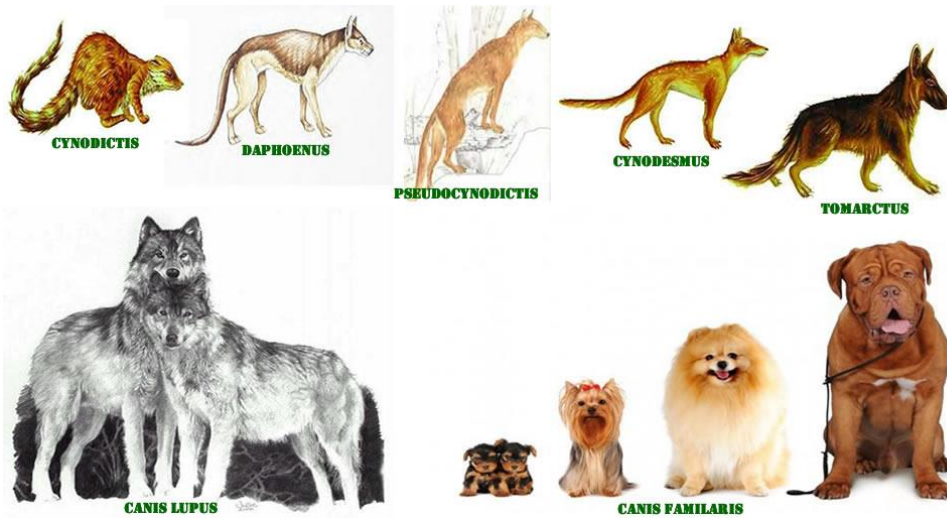 CYNODICTIS
DAPHOENUS
PSEUDOCYNODICTIS
CYNODESMUS
TOMARCTUS
CANIS LUPUS
CANIS FAMILARIS